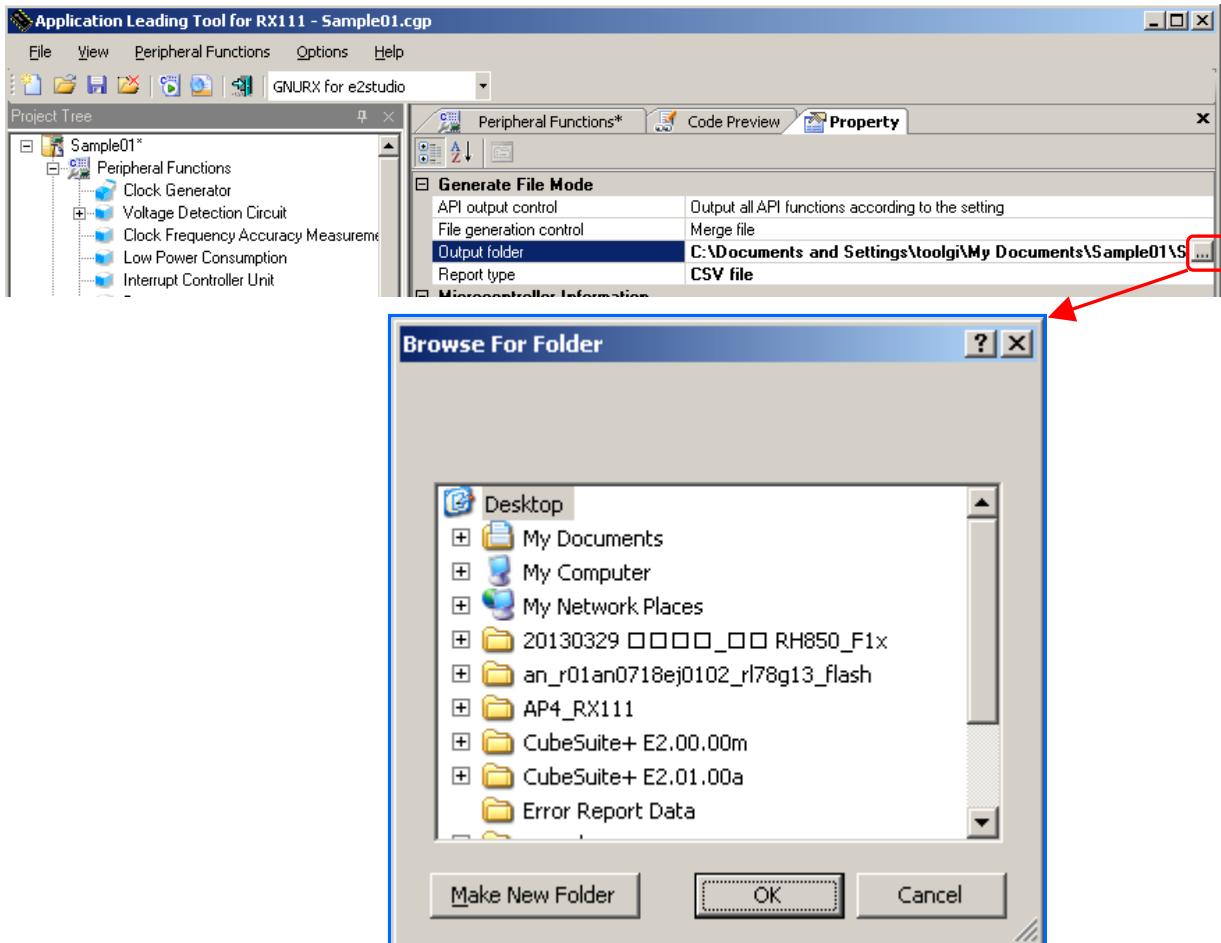 Application Leading Tool for RX111 - Sample01.cgp
File View Peripheral Functions Options Help
GNURX for e2studio
Project Tree
Sample01*
Peripheral Functions
Clock Generator
Voltage Detection Circuit
Clock Frequency Accuracy Measureme
Low Power Consumption
Interrupt Controller Unit
Peripheral Functions* Code Preview Property
Generate File Mode
API output control Output all API functions according to the setting
File generation control Merge file
Output folder C:\Documents and Settings\toolgi\My Documents\Sample01\S ...
Report type CSV file
Microcontroller Information
Browse For Folder
Desktop
My Documents
My Computer
My Network Places
20130329 □□□□_□□ RH850_F1x
an_r01an0718ej0102_rl78g13_flash
AP4_RX111
CubeSuite+ E2.00.00m
CubeSuite+ E2.01.00a
Error Report Data
Make New Folder OK Cancel